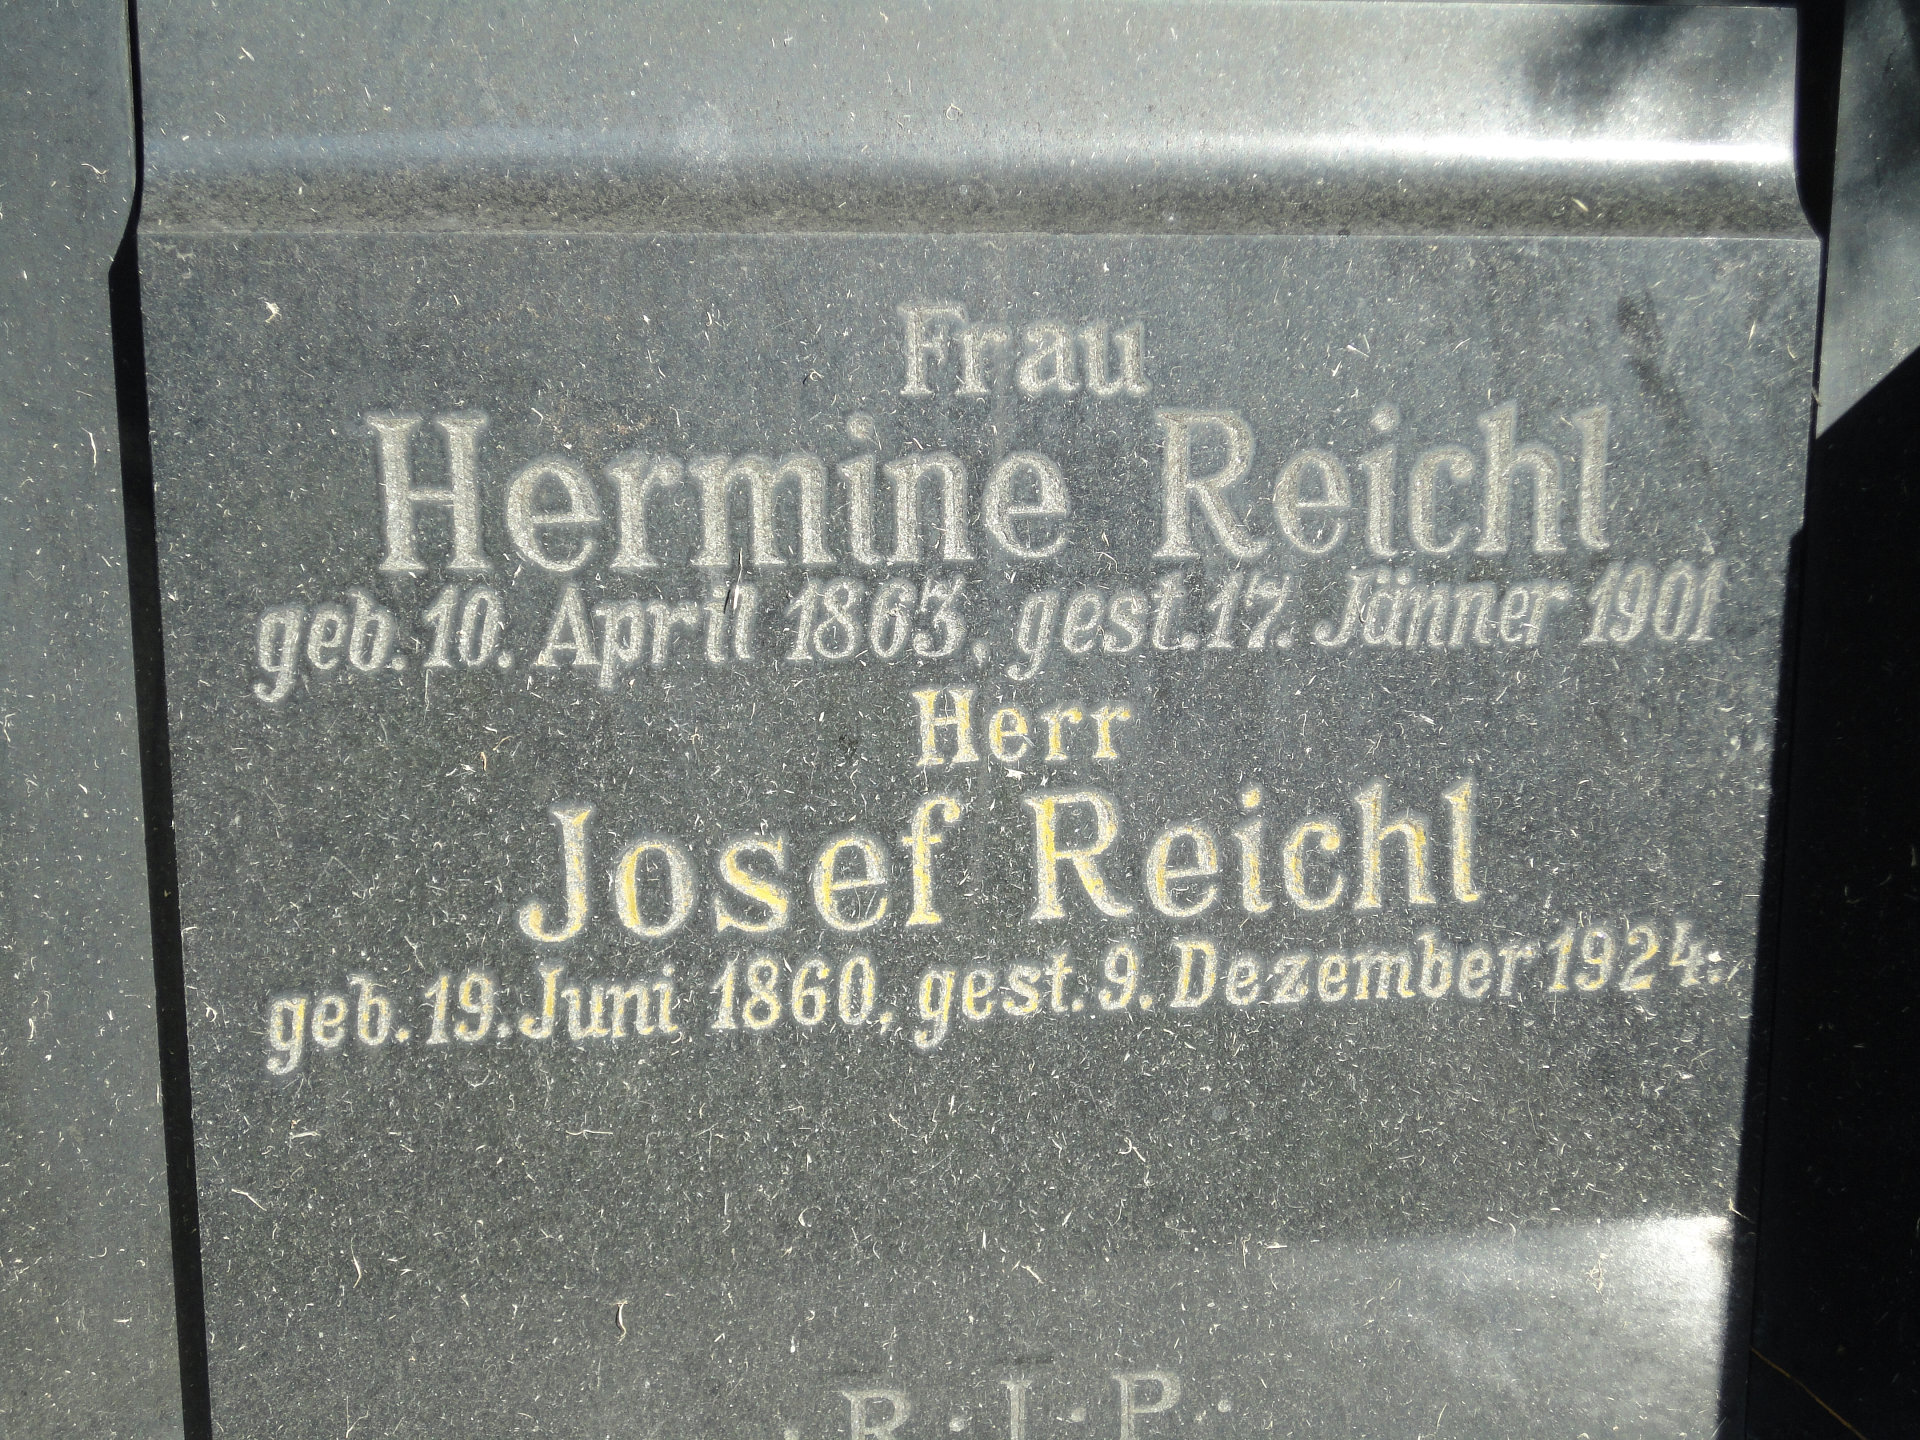 Frau
Hermine Reichl
geb. 10. April 1863, gest. 17. Jänner 1901
Herr
Josef Reichl
geb. 19. Juni 1860, gest. 9. Dezember 1924.
· R · I · P ·